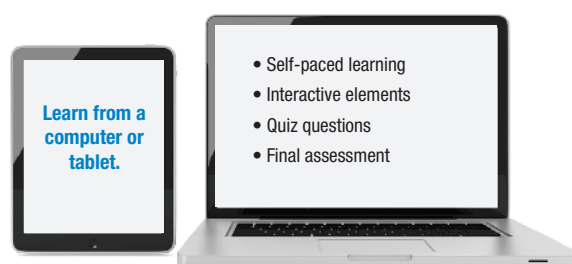 Learn from a
computer or
tablet.
• Self-paced learning
• Interactive elements
• Quiz questions
• Final assessment